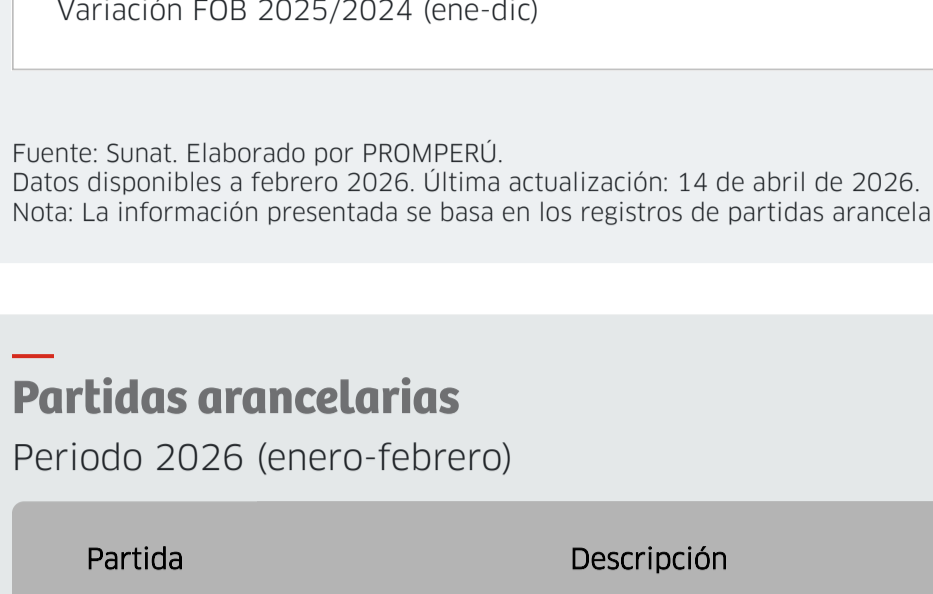 Variación FOB 2025/2024 (ene-dic)
Fuente: Sunat. Elaborado por PROMPERÚ.
Datos disponibles a febrero 2026. Última actualización: 14 de abril de 2026.
Nota: La información presentada se basa en los registros de partidas arancela
Partidas arancelarias
Periodo 2026 (enero-febrero)
Partida Descripción